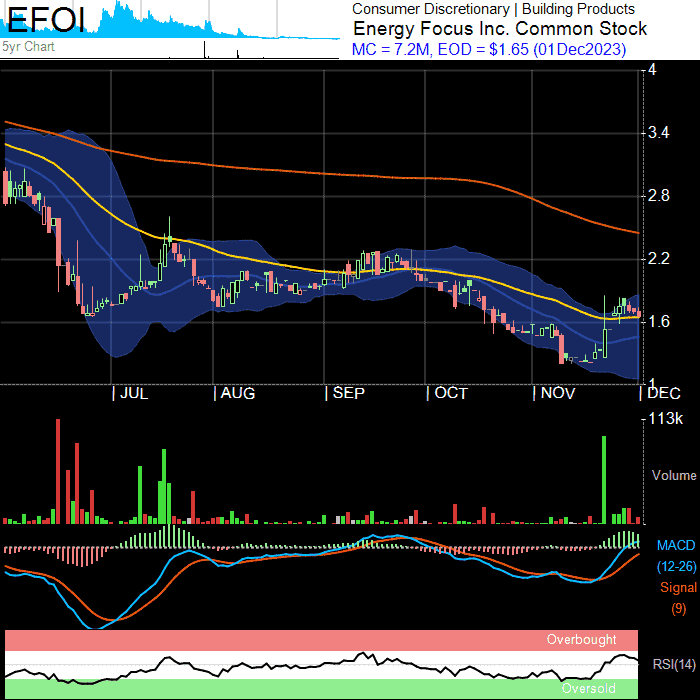 EFOI
5yr Chart
Consumer Discretionary | Building Products
Energy Focus Inc. Common Stock
MC = 7.2M, EOD = $1.65 (01Dec2023)
4
3.4
2.8
2.2
1.6
1
JUL
AUG
SEP
OCT
NOV
DEC
113k
Volume
MACD
(12-26)
Signal
(9)
Overbought
RSI(14)
Oversold